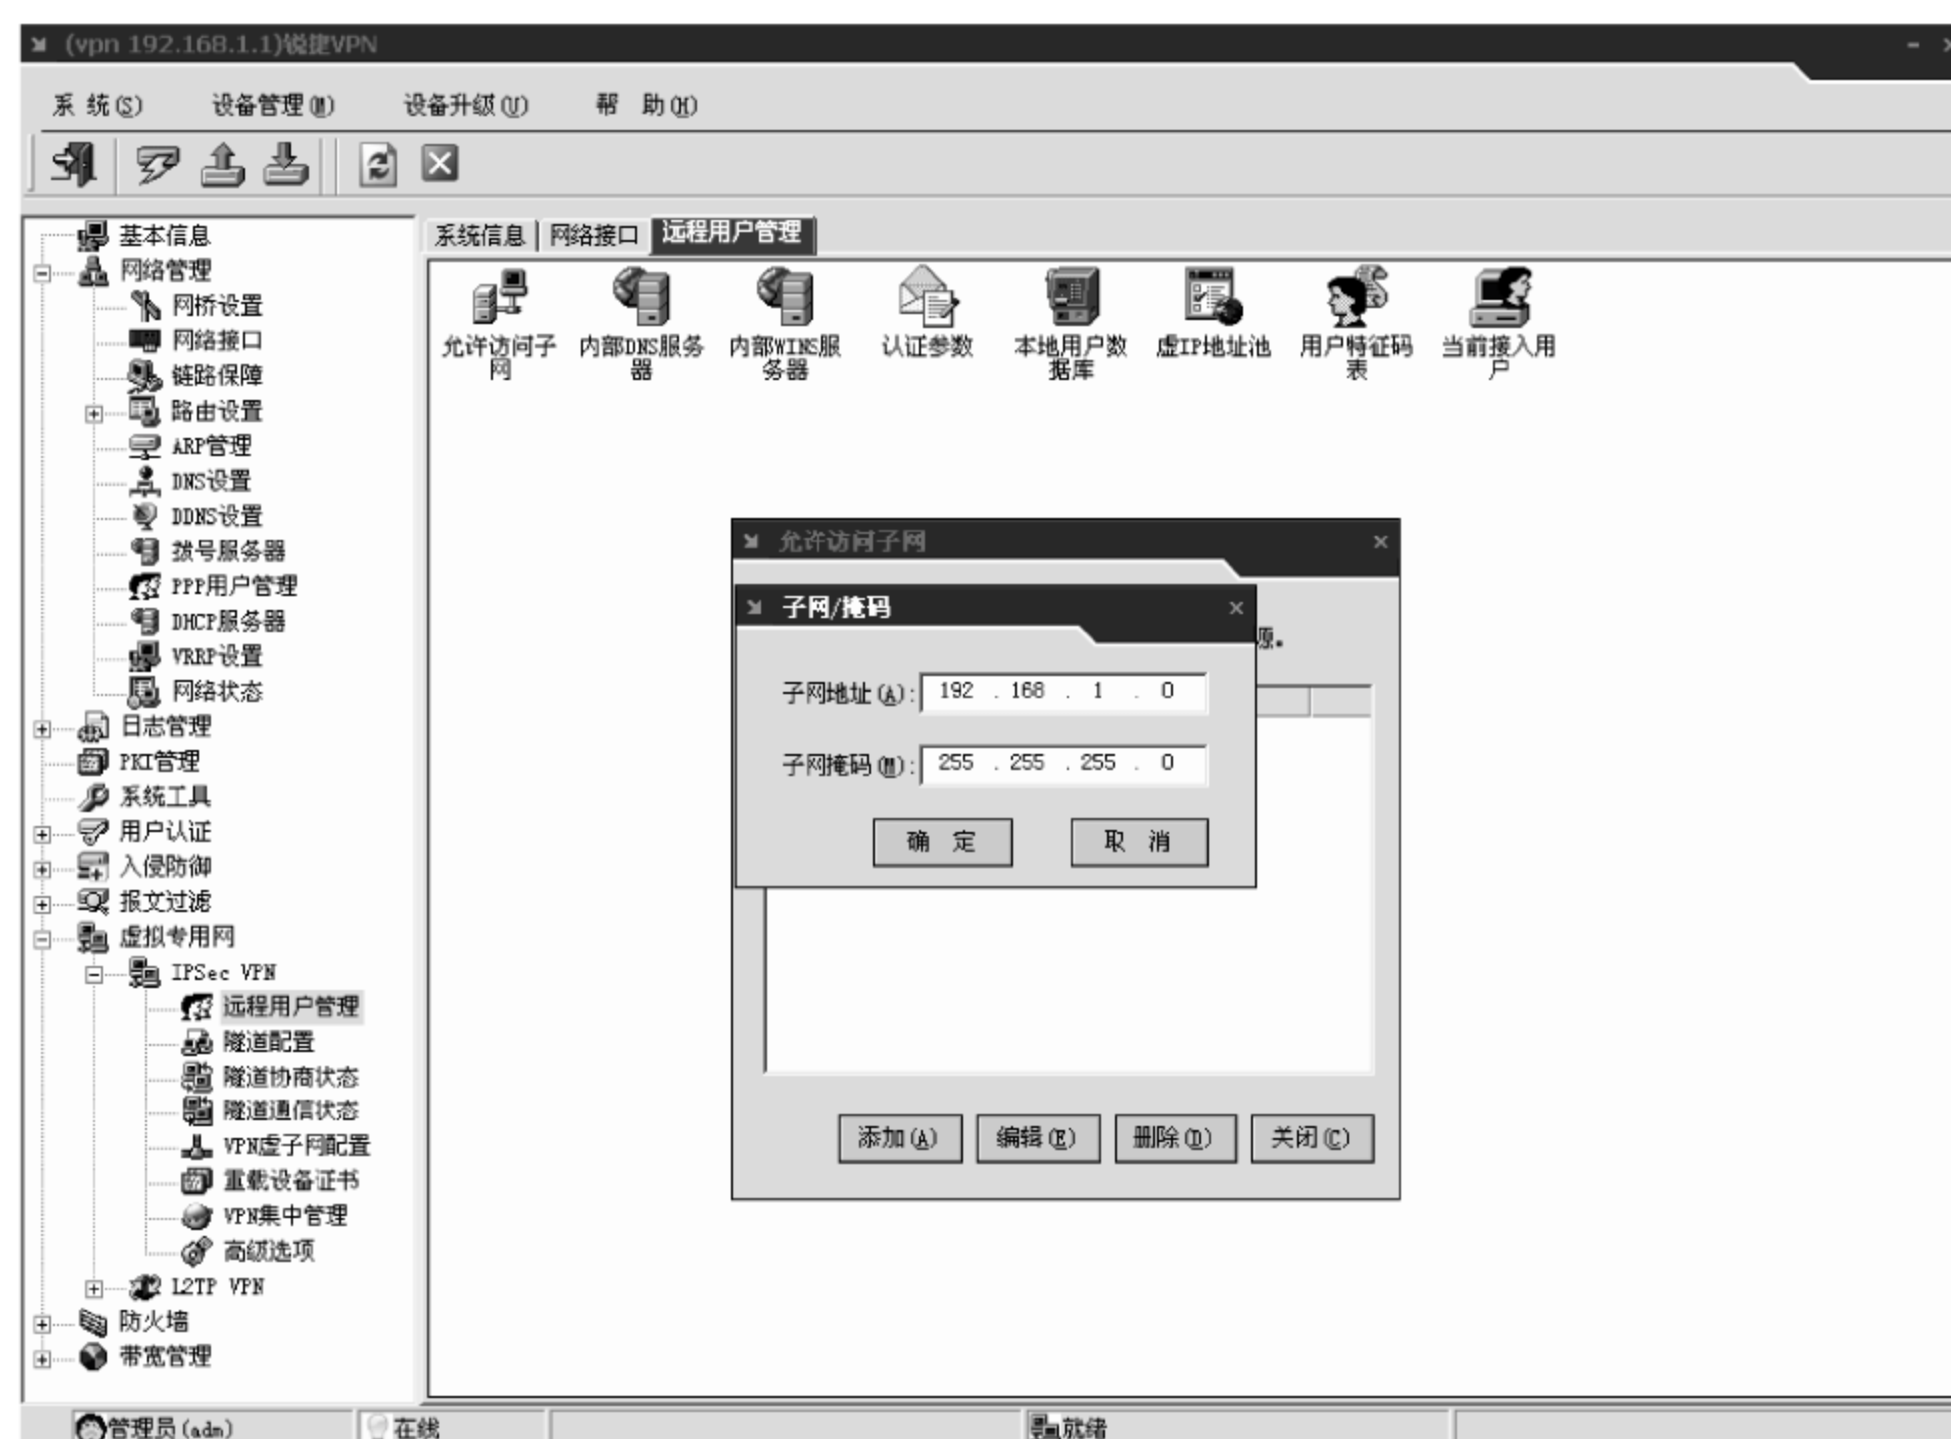 (vpn 192.168.1.1)锐捷VPN
系 统(S) 设备管理(M) 设备升级(U) 帮 助(H)
基本信息
网络管理
网桥设置
网络接口
链路保障
路由设置
ARP管理
DNS设置
DDNS设置
拨号服务器
PPP用户管理
DHCP服务器
VRRP设置
网络状态
日志管理
PKI管理
系统工具
用户认证
入侵防御
报文过滤
虚拟专用网
IPSec VPN
远程用户管理
隧道配置
隧道协商状态
隧道通信状态
VPN虚子网配置
重载设备证书
VPN集中管理
高级选项
L2TP VPN
防火墙
带宽管理
系统信息 网络接口 远程用户管理
允许访问子网
内部DNS服务器
内部WINS服务器
认证参数
本地用户数据库
虚IP地址池
用户特征码表
当前接入用户
允许访问子网
源。
子网/掩码
子网地址(A): 192 . 168 . 1 . 0
子网掩码(M): 255 . 255 . 255 . 0
确 定 取 消
添加(A) 编辑(E) 删除(D) 关闭(C)
管理员(adm) 在线 就绪